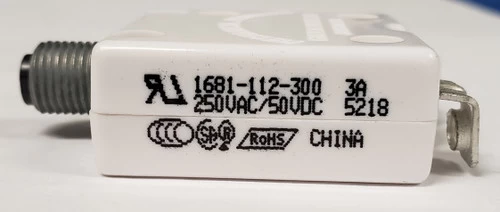 1681-112-300 3A
250VAC/50VDC 5218
RoHS CHINA